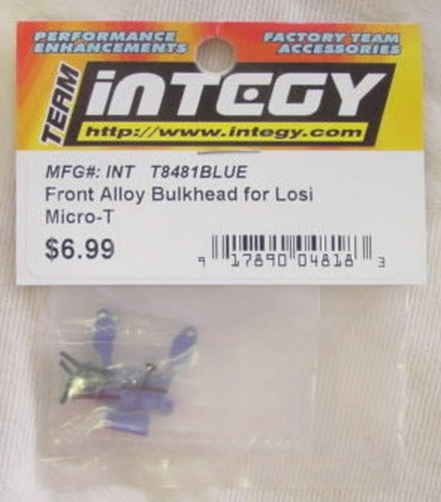 PERFORMANCE ENHANCEMENTS
FACTORY TEAM ACCESSORIES
TEAM
iNTEGY
http://www.integy.com
MFG#: INT T8481BLUE
Front Alloy Bulkhead for Losi
Micro-T
$6.99
9 17890 04818 3